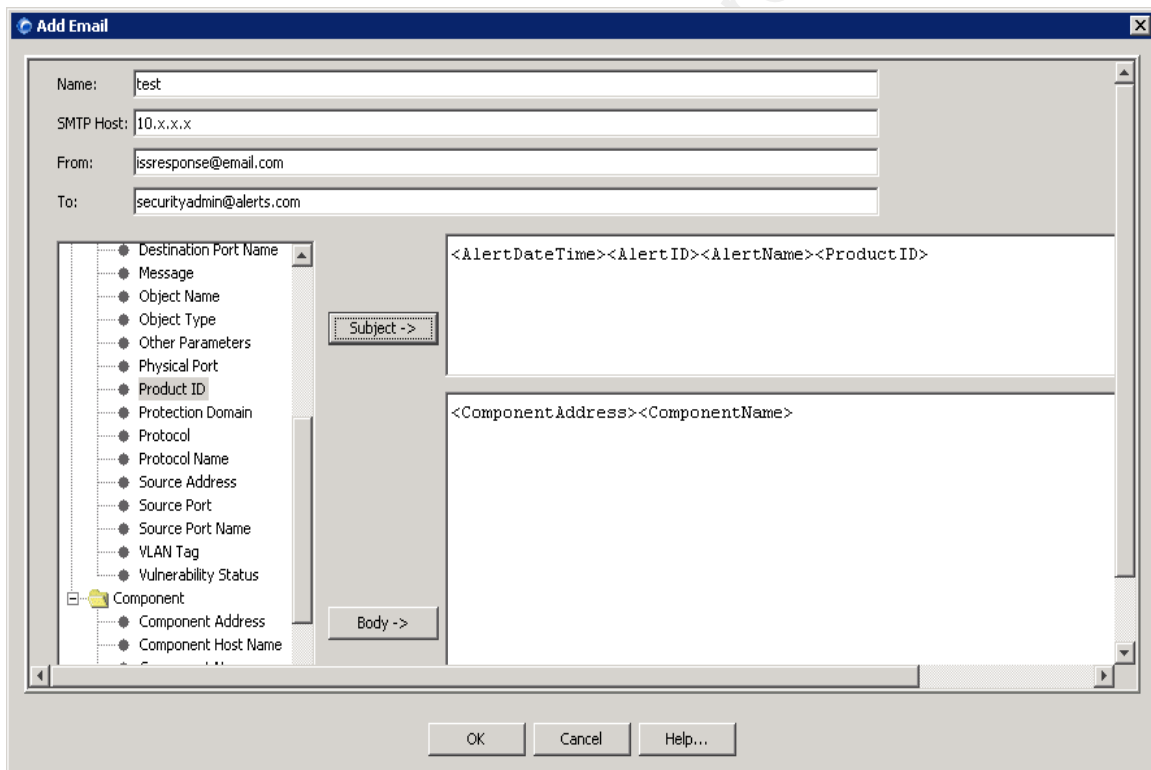 Add Email
Name: test
SMTP Host: 10.x.x.x
From: issresponse@email.com
To: securityadmin@alerts.com
Destination Port Name
Message
Object Name
Object Type
Other Parameters
Physical Port
Product ID
Protection Domain
Protocol
Protocol Name
Source Address
Source Port
Source Port Name
VLAN Tag
Vulnerability Status
Component
Component Address
Component Host Name
Subject ->
<AlertDateTime><AlertID><AlertName><ProductID>
Body ->
<ComponentAddress><ComponentName>
OK
Cancel
Help...